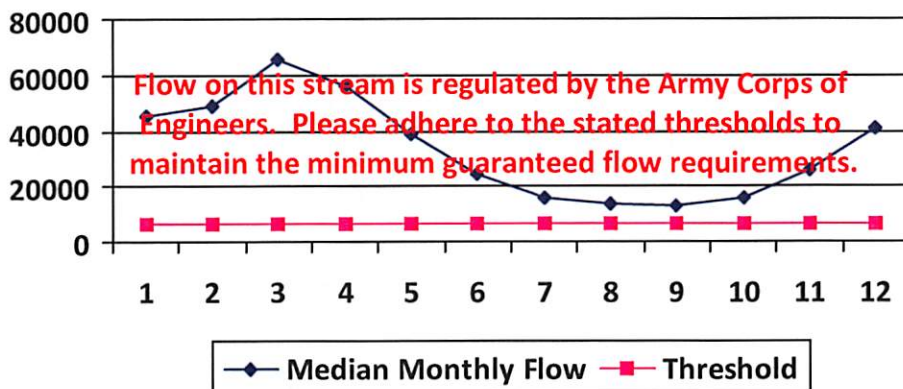 80000
60000
40000
20000
0
Flow on this stream is regulated by the Army Corps of
Engineers. Please adhere to the stated thresholds to
maintain the minimum guaranteed flow requirements.
1 2 3 4 5 6 7 8 9 10 11 12
Median Monthly Flow Threshold